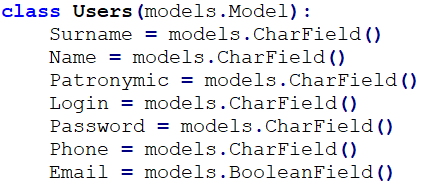 class Users(models.Model):
    Surname = models.CharField()
    Name = models.CharField()
    Patronymic = models.CharField()
    Login = models.CharField()
    Password = models.CharField()
    Phone = models.CharField()
    Email = models.BooleanField()